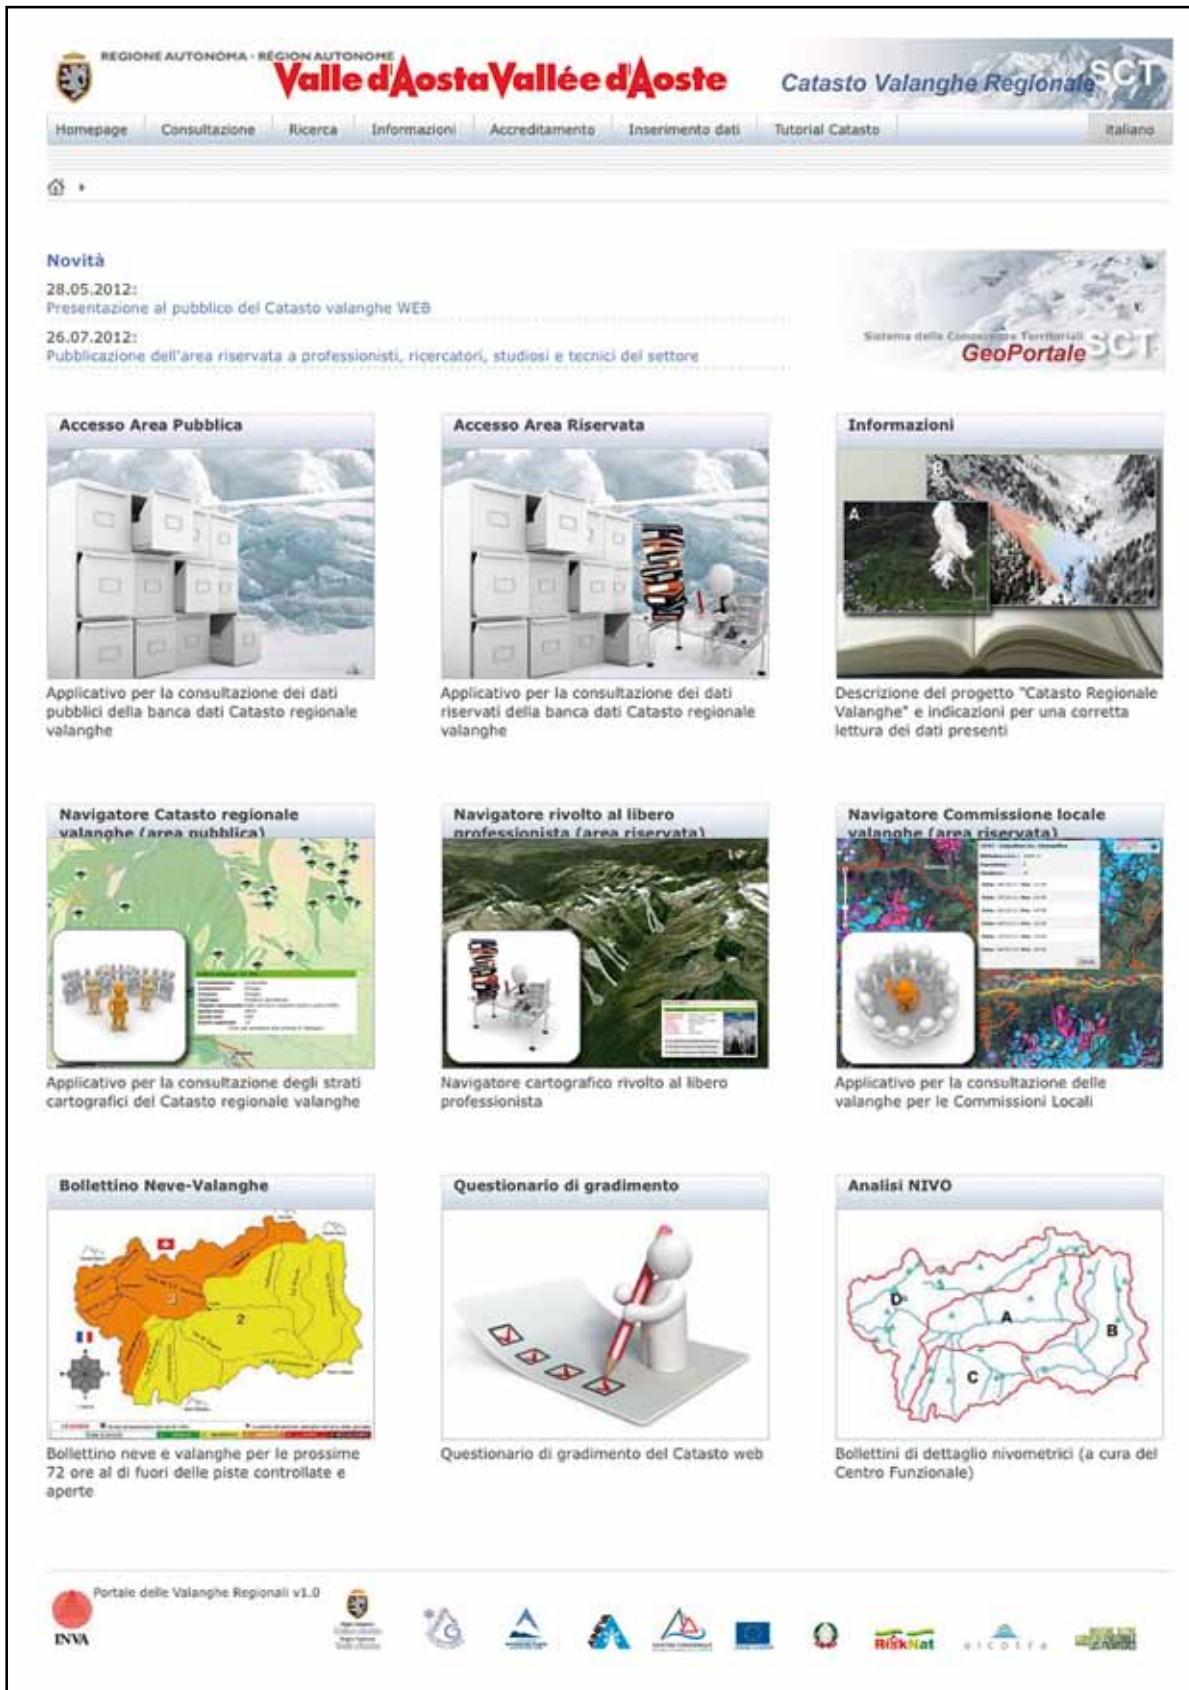 REGIONE AUTONOMA - RÉGION AUTONOME
Valle d'Aosta Vallée d'Aoste
Catasto Valanghe Regionale SCT
Homepage Consultazione Ricerca Informazioni Accreditamento Inserimento dati Tutorial Catasto Italiano
Novità
28.05.2012:
Presentazione al pubblico del Catasto valanghe WEB
26.07.2012:
Pubblicazione dell'area riservata a professionisti, ricercatori, studiosi e tecnici del settore
Sistema delle Conoscenze Territoriali
GeoPortale SCT
Accesso Area Pubblica
Applicativo per la consultazione dei dati
pubblici della banca dati Catasto regionale
valanghe
Accesso Area Riservata
Applicativo per la consultazione dei dati
riservati della banca dati Catasto regionale
valanghe
Informazioni
A
B
Descrizione del progetto "Catasto Regionale
Valanghe" e indicazioni per una corretta
lettura dei dati presenti
Navigatore Catasto regionale
valanghe (area pubblica)
Applicativo per la consultazione degli strati
cartografici del Catasto regionale valanghe
Navigatore rivolto al libero
professionista (area riservata)
Navigatore cartografico rivolto al libero
professionista
Navigatore Commissione locale
valanghe (area riservata)
Applicativo per la consultazione delle
valanghe per le Commissioni Locali
Bollettino Neve-Valanghe
3
2
Bollettino neve e valanghe per le prossime
72 ore al di fuori delle piste controllate e
aperte
Questionario di gradimento
Questionario di gradimento del Catasto web
Analisi NIVO
D
A
B
C
Bollettini di dettaglio nivometrici (a cura del
Centro Funzionale)
Portale delle Valanghe Regionali v1.0
INVA
RiskNat
alcotra